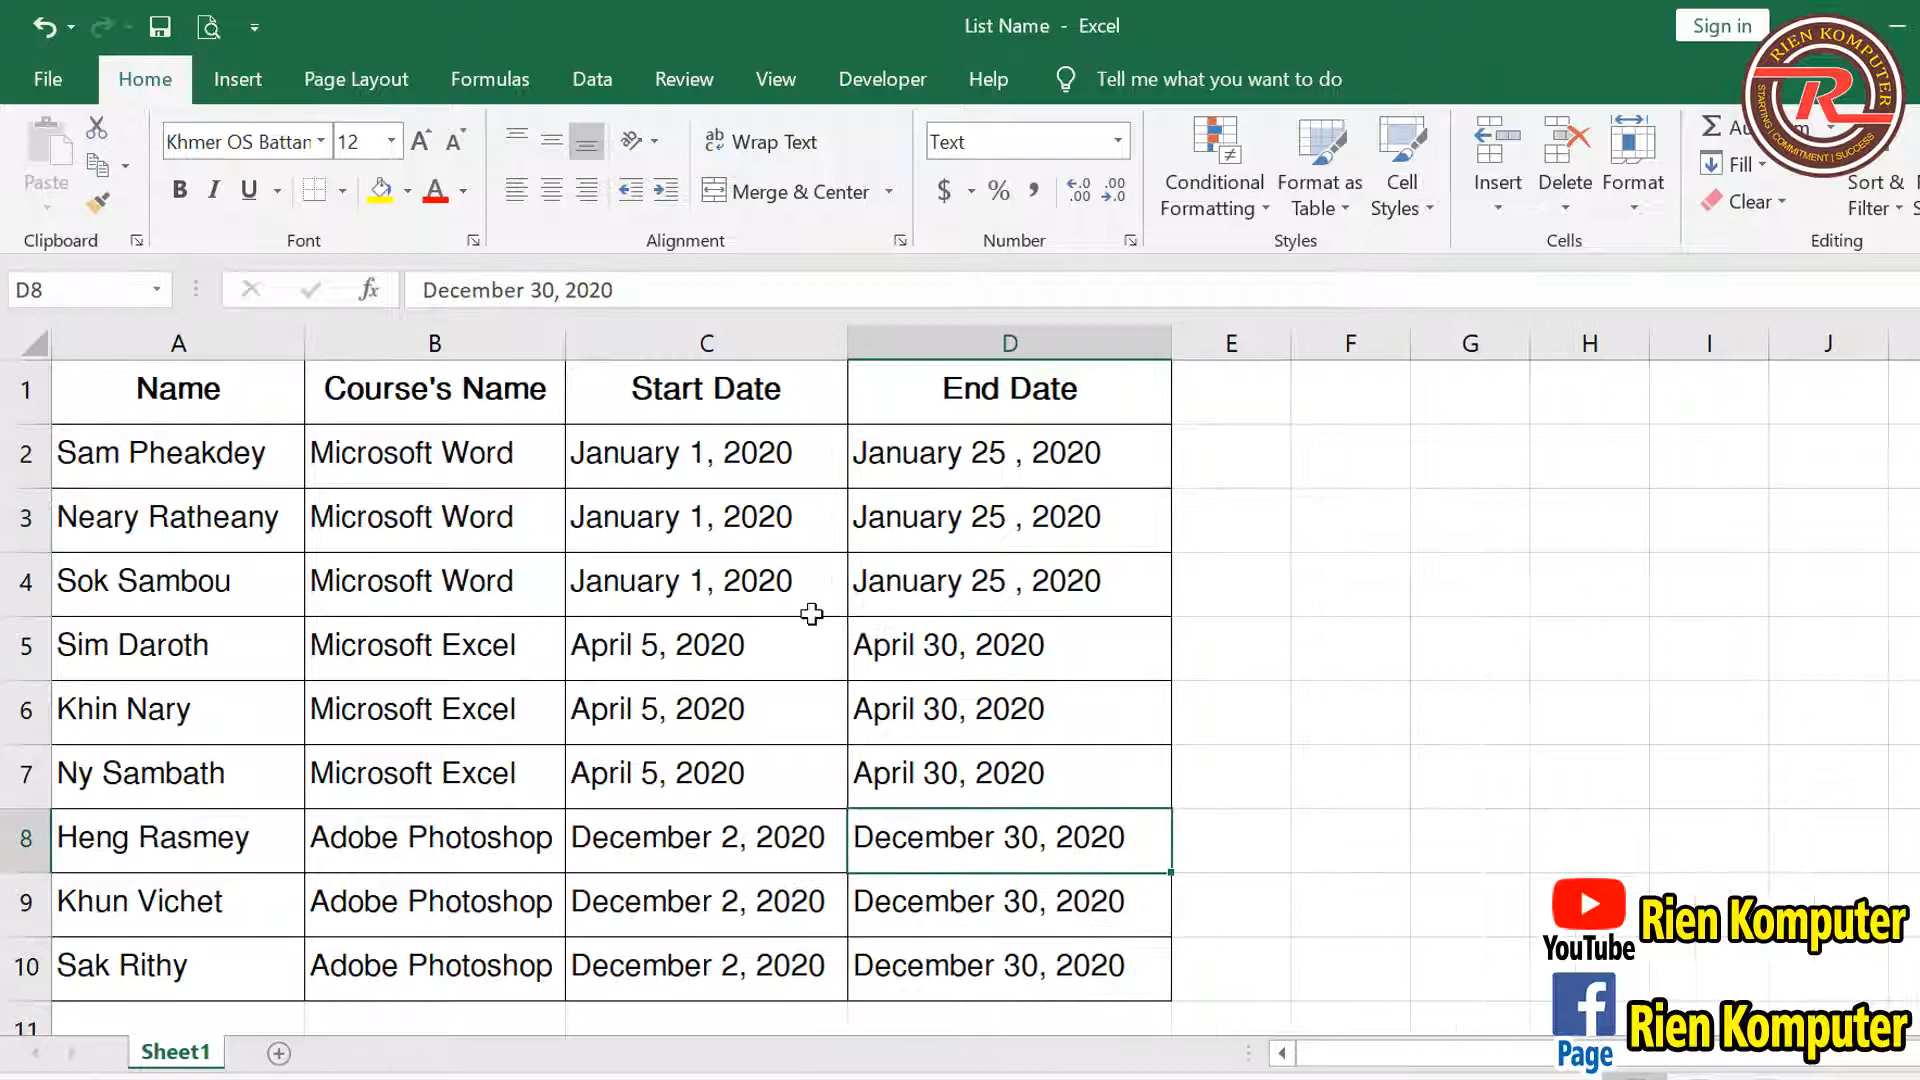 List Name - Excel
Sign in
File Home Insert Page Layout Formulas Data Review View Developer Help Tell me what you want to do
Paste
Khmer OS Battan 12
B I U A
Wrap Text
Merge & Center
Text
$ % , .00
Conditional Formatting
Format as Table
Cell Styles
Insert Delete Format
Fill
Clear
Sort &
Filter
Clipboard Font Alignment Number Styles Cells Editing
RIEN KOMPUTER
R
STARTING | COMMITMENT | SUCCESS
D8 fx December 30, 2020
A B C D E F G H I J
1 Name Course's Name Start Date End Date
2 Sam Pheakdey Microsoft Word January 1, 2020 January 25 , 2020
3 Neary Ratheany Microsoft Word January 1, 2020 January 25 , 2020
4 Sok Sambou Microsoft Word January 1, 2020 January 25 , 2020
5 Sim Daroth Microsoft Excel April 5, 2020 April 30, 2020
6 Khin Nary Microsoft Excel April 5, 2020 April 30, 2020
7 Ny Sambath Microsoft Excel April 5, 2020 April 30, 2020
8 Heng Rasmey Adobe Photoshop December 2, 2020 December 30, 2020
9 Khun Vichet Adobe Photoshop December 2, 2020 December 30, 2020
10 Sak Rithy Adobe Photoshop December 2, 2020 December 30, 2020
11
YouTube Rien Komputer
f Page Rien Komputer
Sheet1